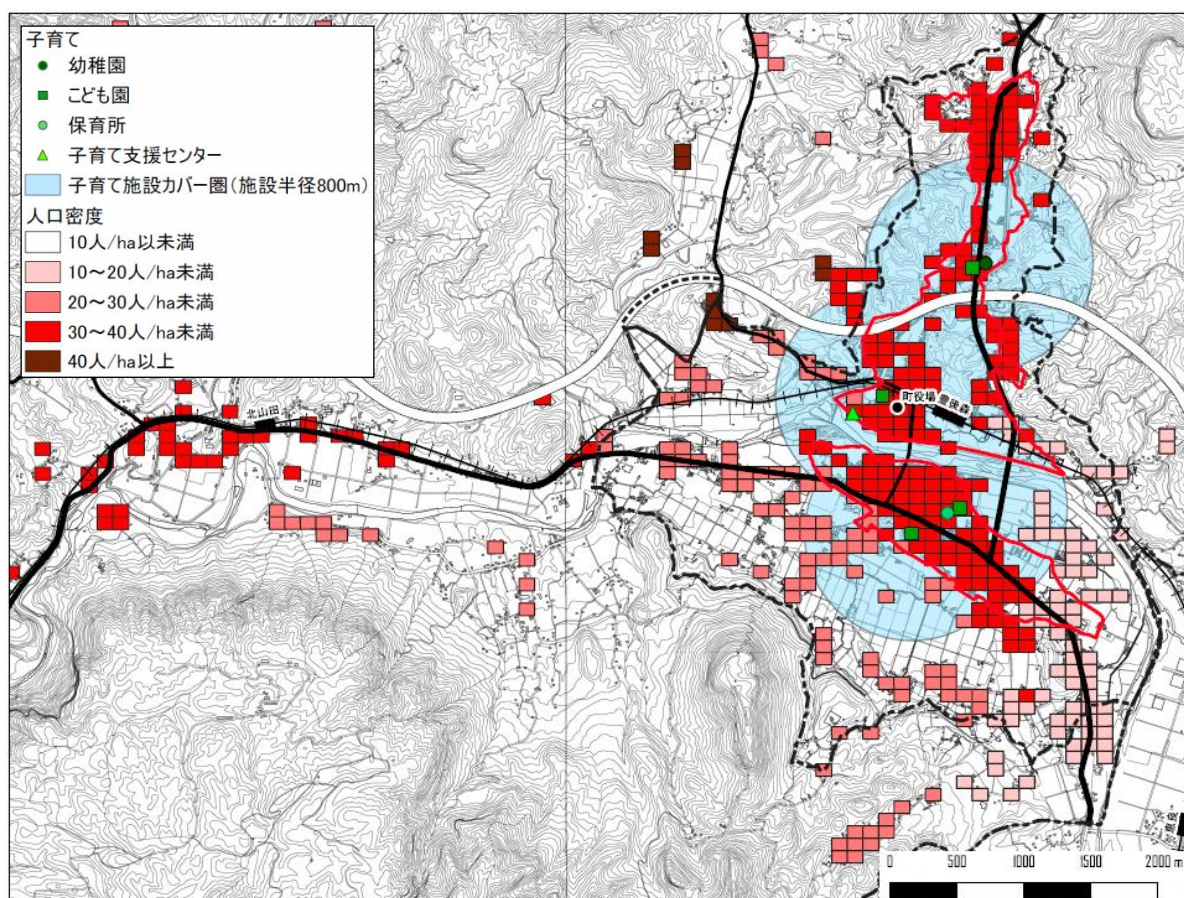 子育て
幼稚園
こども園
保育所
子育て支援センター
子育て施設カバー圏(施設半径800m)
人口密度
10人/ha以未満
10~20人/ha未満
20~30人/ha未満
30~40人/ha未満
40人/ha以上
北山田
町役場
豊後森
0 500 1000 1500 2000 m